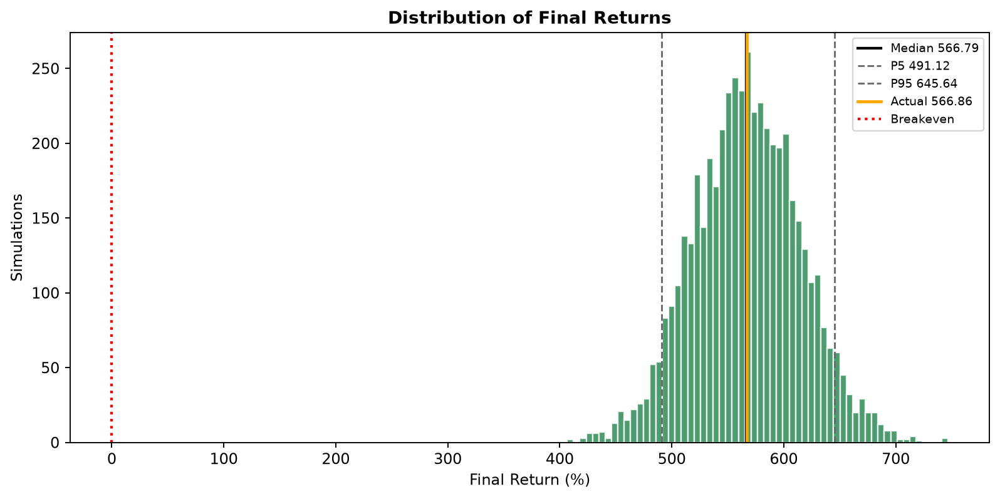 Distribution of Final Returns
Median 566.79
P5 491.12
P95 645.64
Actual 566.86
Breakeven
Simulations
250
200
150
100
50
0
0 100 200 300 400 500 600 700
Final Return (%)